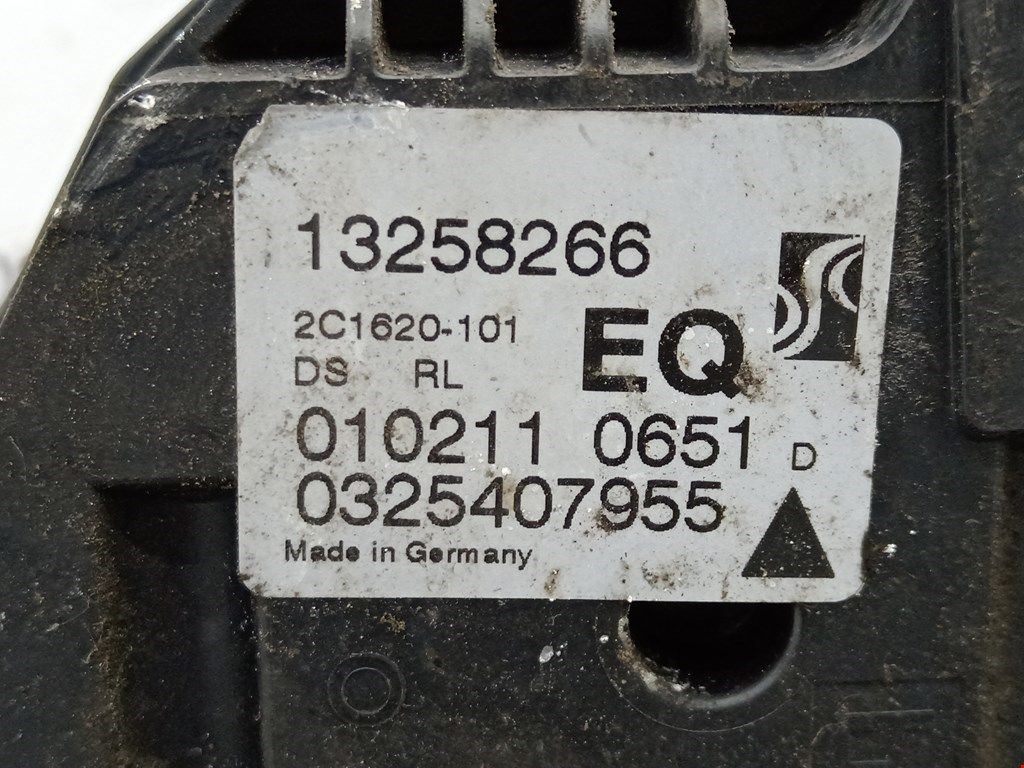 13258266
2C1620-101
DS RL
EQ
010211 0651 D
0325407955
Made in Germany